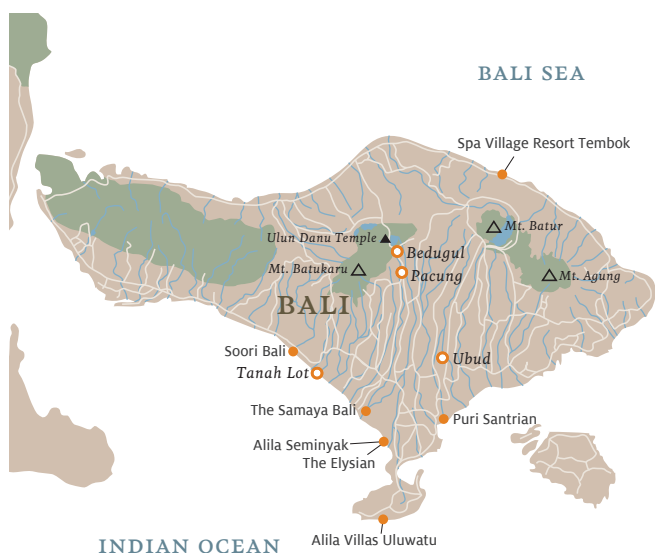 BALI SEA
Spa Village Resort Tembok
Mt. Batur
Ulun Danu Temple
Bedugul
Mt. Batukaru
Pacung
Mt. Agung
BALI
Soori Bali
Ubud
Tanah Lot
The Samaya Bali
Puri Santrian
Alila Seminyak
The Elysian
Alila Villas Uluwatu
INDIAN OCEAN